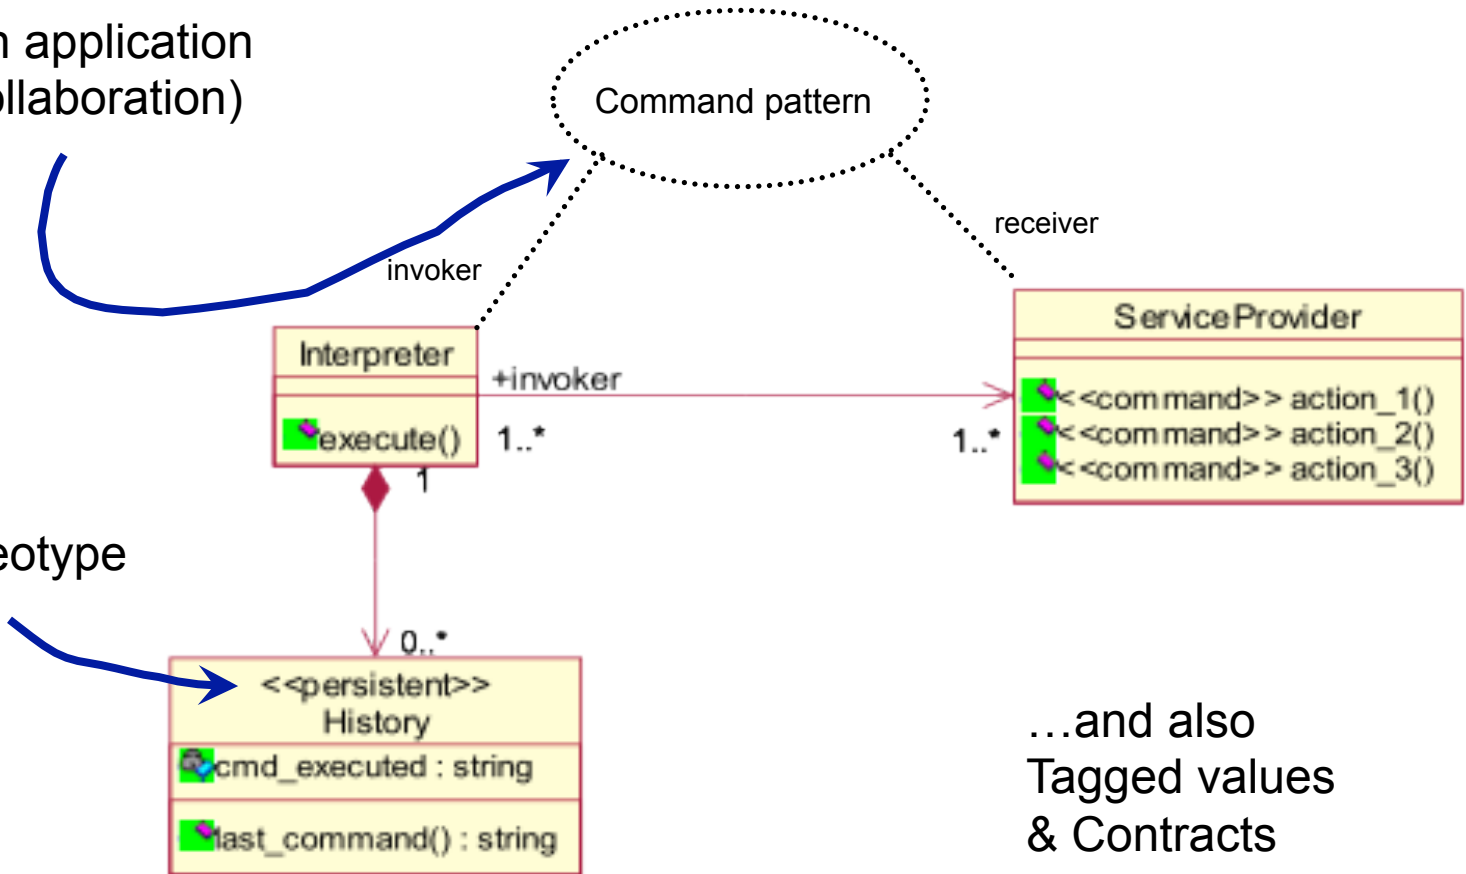 application
ollaboration)
Command pattern
receiver
invoker
Interpreter
execute()
+invoker
1..*
1..*
1
ServiceProvider
<<command>> action_1()
<<command>> action_2()
<<command>> action_3()
eotype
0..*
<<persistent>>
History
cmd_executed : string
last_command() : string
…and also
Tagged values
& Contracts